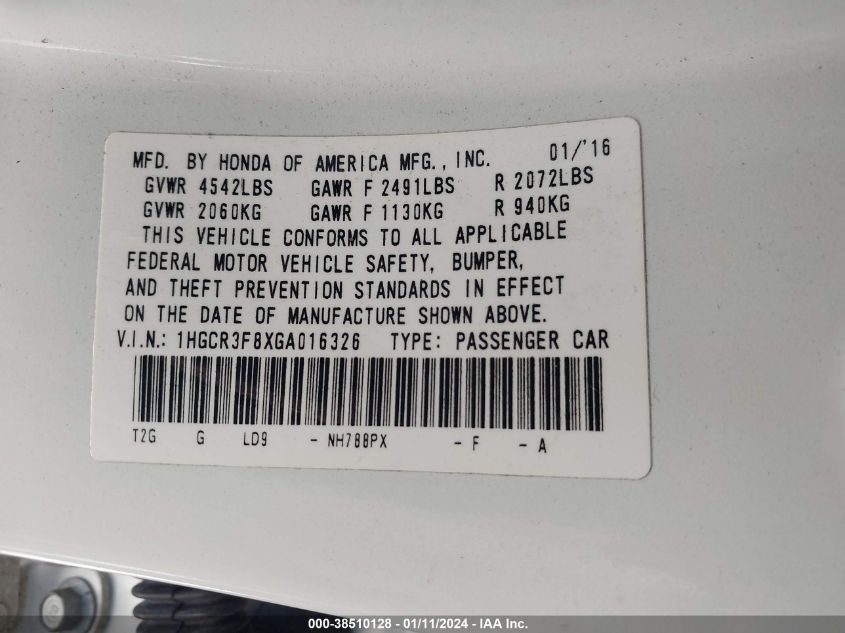 MFD. BY HONDA OF AMERICA MFG., INC. 01/'16
GVWR 4542LBS GAWR F 2491LBS R 2072LBS
GVWR 2060KG GAWR F 1130KG R 940KG
THIS VEHICLE CONFORMS TO ALL APPLICABLE
FEDERAL MOTOR VEHICLE SAFETY, BUMPER,
AND THEFT PREVENTION STANDARDS IN EFFECT
ON THE DATE OF MANUFACTURE SHOWN ABOVE.
V.I.N.: 1HGCR3F8XGA016326 TYPE: PASSENGER CAR
T2G G LD9 - NH788PX - F - A
000-38510128 - 01/11/2024 - IAA Inc.